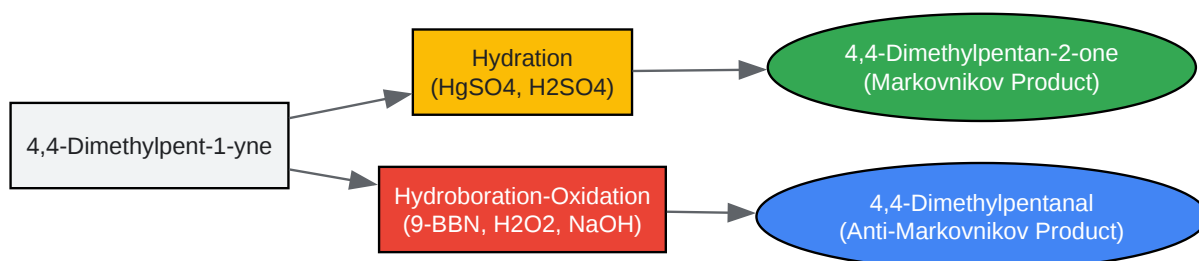 4,4-Dimethylpent-1-yne
Hydration
(HgSO4, H2SO4)
4,4-Dimethylpentan-2-one
(Markovnikov Product)
Hydroboration-Oxidation
(9-BBN, H2O2, NaOH)
4,4-Dimethylpentanal
(Anti-Markovnikov Product)